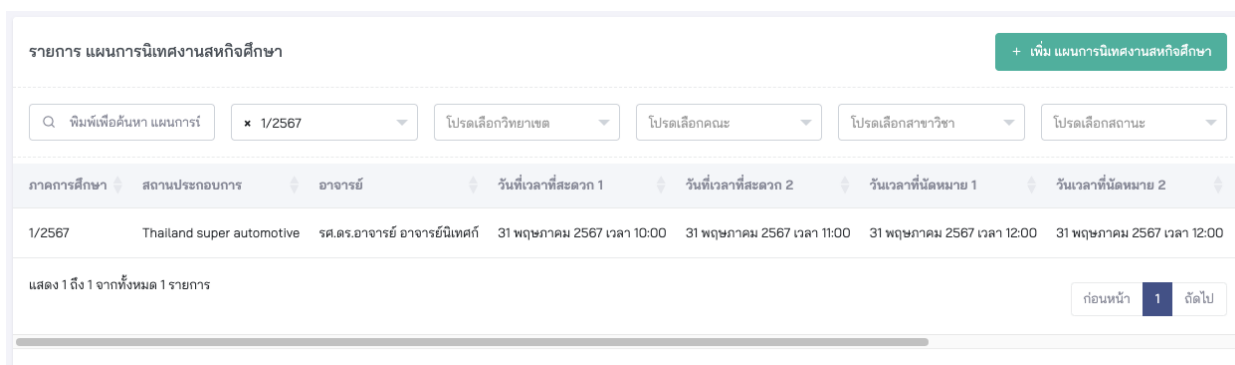 รายการ แผนการนิเทศงานสหกิจศึกษา
+ เพิ่ม แผนการนิเทศงานสหกิจศึกษา
พิมพ์เพื่อค้นหา แผนการนิ × 1/2567 โปรดเลือกวิทยาเขต โปรดเลือกคณะ โปรดเลือกสาขาวิชา โปรดเลือกสถานะ
ภาคการศึกษา สถานประกอบการ อาจารย์ วันที่เวลาที่สะดวก 1 วันที่เวลาที่สะดวก 2 วันเวลาที่นัดหมาย 1 วันเวลาที่นัดหมาย 2
1/2567 Thailand super automotive รศ.ดร.อาจารย์ อาจารย์นิเทศก์ 31 พฤษภาคม 2567 เวลา 10:00 31 พฤษภาคม 2567 เวลา 11:00 31 พฤษภาคม 2567 เวลา 12:00 31 พฤษภาคม 2567 เวลา 12:00
แสดง 1 ถึง 1 จากทั้งหมด 1 รายการ
ก่อนหน้า 1 ถัดไป